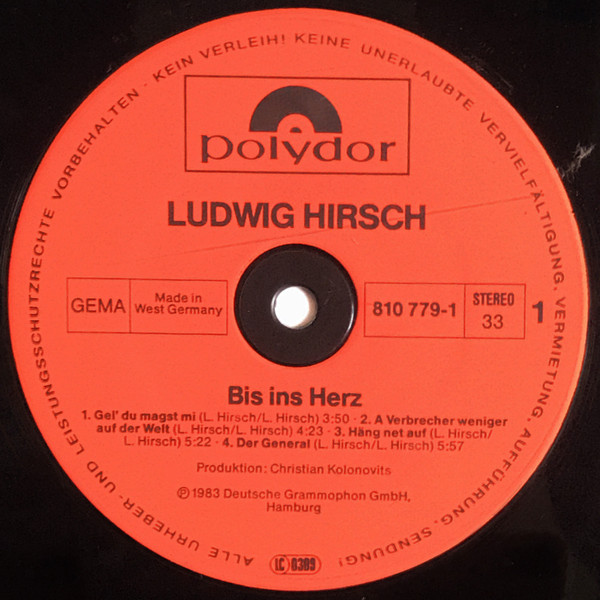 ALLE URHEBER- UND LEISTUNGSSCHUTZRECHTE VORBEHALTEN · KEIN VERLEIH! KEINE UNERLAUBTE VERVIELFÄLTIGUNG, VERMIETUNG, AUFFÜHRUNG, SENDUNG!
polydor
LUDWIG HIRSCH
GEMA
Made in
West Germany
810 779-1
STEREO
33
1
Bis ins Herz
1. Gel' du magst mi (L. Hirsch/L. Hirsch) 3:50 · 2. A Verbrecher weniger
auf der Welt (L. Hirsch/L. Hirsch) 4:23 · 3. Häng net auf (L. Hirsch/
L. Hirsch) 5:22 · 4. Der General (L. Hirsch/L. Hirsch) 5:57
Produktion: Christian Kolonovits
℗ 1983 Deutsche Grammophon GmbH,
Hamburg
LC 0309